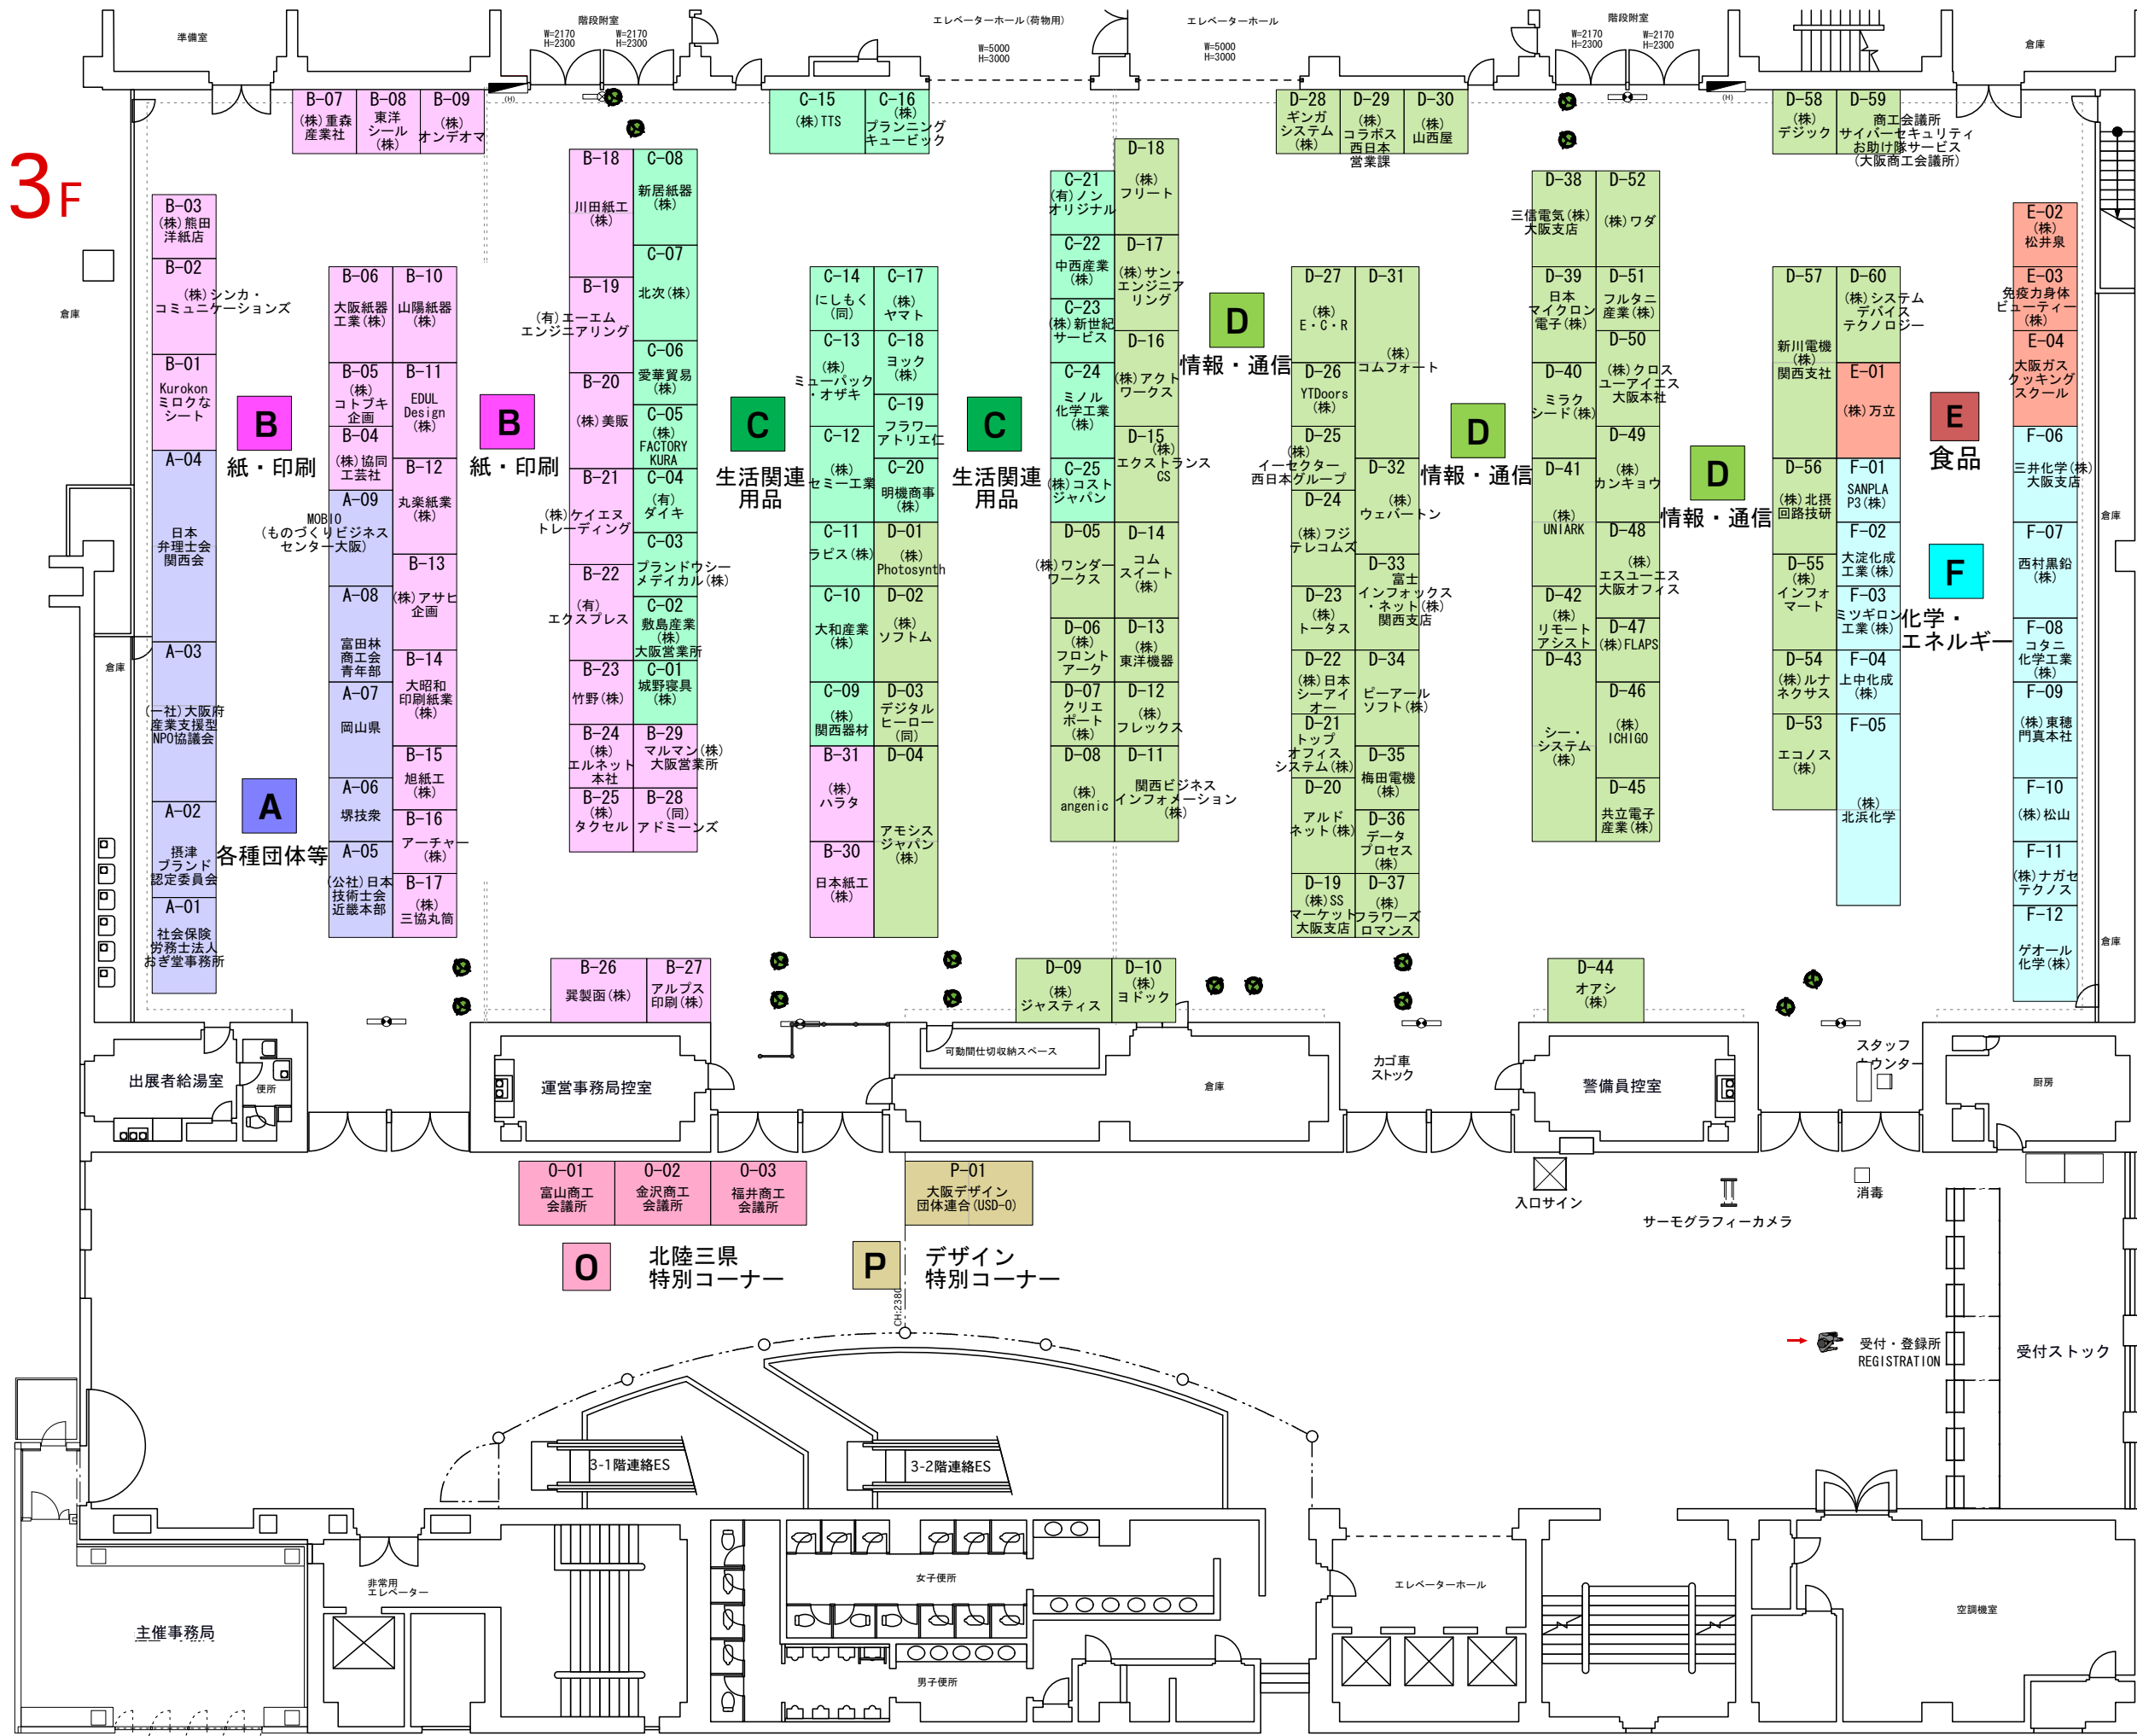 3F
準備室
階段附室
W=2170
H=2300
W=2170
H=2300
エレベーターホール(荷物用)
W=5000
H=3000
エレベーターホール
W=5000
H=3000
階段附室
W=2170
H=2300
W=2170
H=2300
倉庫
(H)
(H)
B-07
(株)重森
産業社
B-08
東洋
シール
(株)
B-09
(株)
オンデオマ
C-15
(株)TTS
C-16
(株)
プランニング
キュービック
D-28
ギンガ
システム
(株)
D-29
(株)
コラボス
西日本
営業課
D-30
(株)
山西屋
D-58
(株)
デジック
D-59
商工会議所
サイバーセキュリティ
お助け隊サービス
(大阪商工会議所)
倉庫
倉庫
B-03
(株)熊田
洋紙店
B-02
(株)シンカ・
コミュニケーションズ
B-01
Kurokon
ミロクな
シート
A-04
日本
弁理士会
関西会
A-03
(一社)大阪府
産業支援型
NPO協議会
A-02
摂津
ブランド
認定委員会
A-01
社会保険
労務士法人
おぎ堂事務所
B
紙・印刷
A
各種団体等
B-06
大阪紙器
工業(株)
B-05
(株)
コトブキ
企画
B-04
(株)協同
工芸社
A-09
MOBIO
(ものづくりビジネス
センター大阪)
A-08
富田林
商工会
青年部
A-07
岡山県
A-06
堺技衆
A-05
(公社)日本
技術士会
近畿本部
B-10
山陽紙器
(株)
B-11
EDUL
Design
(株)
B-12
丸楽紙業
(株)
B-13
(株)アサヒ
企画
B-14
大昭和
印刷紙業
(株)
B-15
旭紙工
(株)
B-16
アーチャー
(株)
B-17
(株)
三協丸筒
B
紙・印刷
B-18
川田紙工
(株)
B-19
(有)エーエム
エンジニアリング
B-20
(株)美販
B-21
(株)ケイエヌ
トレーディング
B-22
(有)
エクスプレス
B-23
竹野(株)
B-24
(株)
エルネット
本社
B-25
(株)
タクセル
C-08
新居紙器
(株)
C-07
北次(株)
C-06
愛華貿易
(株)
C-05
(株)
FACTORY
KURA
C-04
(有)
ダイキ
C-03
ブランドウシー
メデイカル(株)
C-02
敷島産業
(株)
大阪営業所
C-01
城野寝具
(株)
B-29
マルマン(株)
大阪営業所
B-28
(同)
アドミーンズ
C
生活関連
用品
C-14
にしもく
(同)
C-13
(株)
ミューパック
・オザキ
C-12
(株)
セミー工業
C-11
ラピス(株)
C-10
大和産業
(株)
C-09
(株)
関西器材
B-31
(株)
ハラタ
B-30
日本紙工
(株)
C-17
(株)
ヤマト
C-18
ヨック
(株)
C-19
フラワー
アトリエ仁
C-20
明機商事
(株)
D-01
(株)
Photosynth
D-02
(株)
ソフトム
D-03
デジタル
ヒーロー
(同)
D-04
アモシス
ジャパン
(株)
C
生活関連
用品
C-21
(有)ノン
オリジナル
C-22
中西産業
(株)
C-23
(株)新世紀
サービス
C-24
ミノル
化学工業
(株)
C-25
(株)コスト
ジャパン
D-05
(株)ワンダー
ワークス
D-06
(株)
フロント
アーク
D-07
クリエ
ポート
(株)
D-08
(株)
angenic
D-18
(株)
フリート
D-17
(株)サン・
エンジニア
リング
D-16
(株)アクト
ワークス
D-15
(株)
エクストランス
CS
D-14
コム
スイート
(株)
D-13
(株)
東洋機器
D-12
(株)
フレックス
D-11
関西ビジネス
インフォメーション
(株)
D
情報・通信
D-27
(株)
E・C・R
D-26
YTDoors
(株)
D-25
(株)
イーセクター
西日本グループ
D-24
(株)フジ
テレコムズ
D-23
(株)
トータス
D-22
(株)日本
シーアイ
オー
D-21
トップ
オフィス
システム(株)
D-20
アルド
ネット(株)
D-19
(株)SS
マーケット
大阪支店
D-31
(株)
コムフォート
D-32
(株)
ウェバートン
D-33
富士
インフォックス
・ネット(株)
関西支店
D-34
ビーアール
ソフト(株)
D-35
梅田電機
(株)
D-36
データ
プロセス
(株)
D-37
(株)
フラワーズ
ロマンス
D
情報・通信
D-38
三信電気(株)
大阪支店
D-39
日本
マイクロン
電子(株)
D-40
ミラク
シード(株)
D-41
(株)
UNIARK
D-42
(株)
リモート
アシスト
D-43
シー・
システム
(株)
D-52
(株)ワダ
D-51
フルタニ
産業(株)
D-50
(株)クロス
ユーアイエス
大阪本社
D-49
(株)
カンキョウ
D-48
(株)
エスユーエス
大阪オフィス
D-47
(株)FLAPS
D-46
(株)
ICHIGO
D-45
共立電子
産業(株)
D
情報・通信
D-57
新川電機
(株)
関西支社
D-56
(株)北摂
回路技研
D-55
(株)
インフォ
マート
D-54
(株)ルナ
ネクサス
D-53
エコノス
(株)
D-60
(株)システム
デバイス
テクノロジー
E-01
(株)万立
F-01
SANPLA
P3(株)
F-02
大淀化成
工業(株)
F-03
ミツギロン
工業(株)
F-04
上中化成
(株)
F-05
(株)
北浜化学
E
食品
F
化学・
エネルギー
E-02
(株)
松井泉
E-03
免疫力身体
ビューティー
(株)
E-04
大阪ガス
クッキング
スクール
F-06
三井化学(株)
大阪支店
F-07
西村黒鉛
(株)
F-08
コタニ
化学工業
(株)
F-09
(株)東穂
門真本社
F-10
(株)松山
F-11
(株)ナガセ
テクノス
F-12
ゲオール
化学(株)
倉庫
倉庫
B-26
巽製函(株)
B-27
アルプス
印刷(株)
D-09
(株)
ジャスティス
D-10
(株)
ヨドック
D-44
オアシ
(株)
出展者給湯室
便所
運営事務局控室
可動間仕切収納スペース
倉庫
カゴ車
ストック
警備員控室
スタッフ
カウンター
厨房
O-01
富山商工
会議所
O-02
金沢商工
会議所
O-03
福井商工
会議所
P-01
大阪デザイン
団体連合(USD-O)
O
北陸三県
特別コーナー
P
デザイン
特別コーナー
CH:2380
入口サイン
サーモグラフィーカメラ
消毒
受付・登録所
REGISTRATION
受付ストック
3-1階連絡ES
3-2階連絡ES
非常用
エレベーター
女子便所
男子便所
エレベーターホール
空調機室
主催事務局